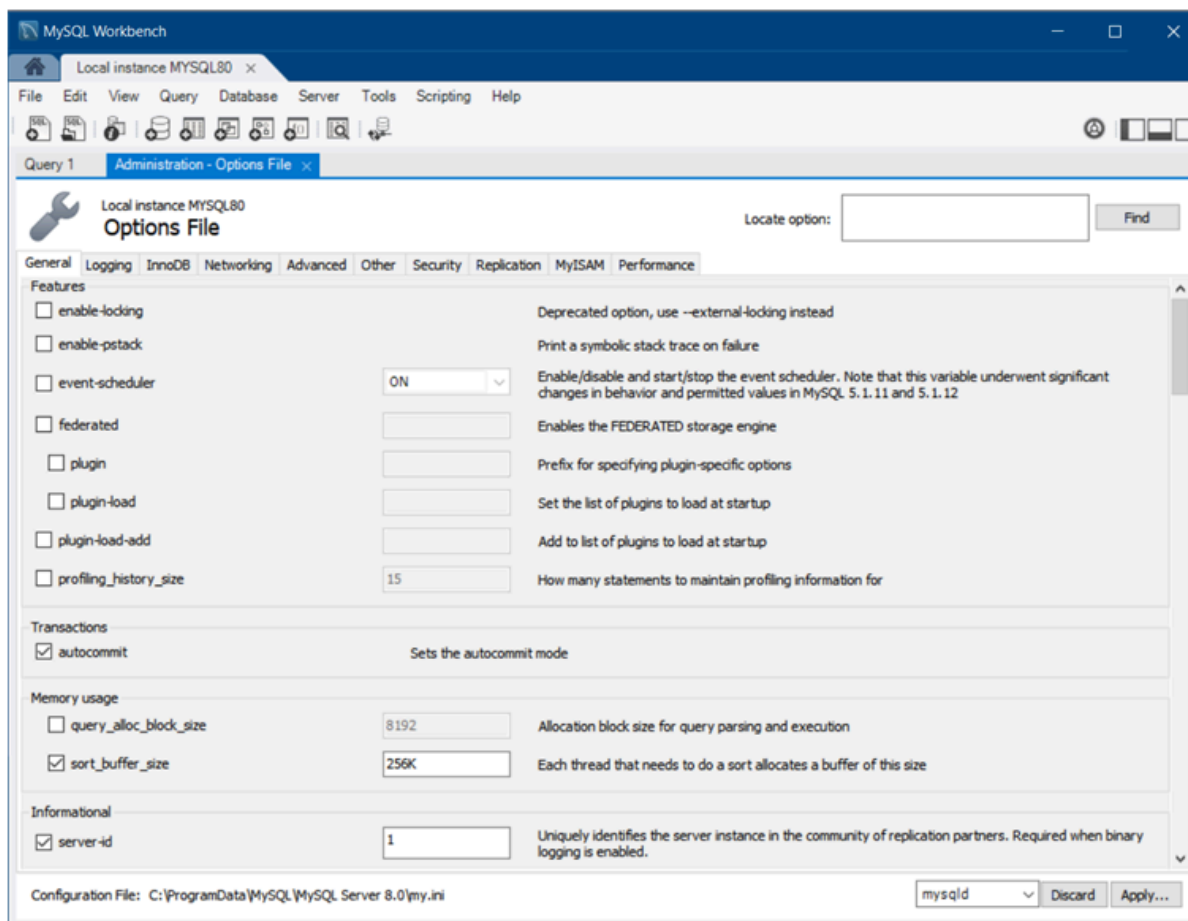 MySQL Workbench
Local instance MYSQL80
File Edit View Query Database Server Tools Scripting Help
Query 1 Administration - Options File
Local instance MYSQL80
Options File
Locate option: Find
General Logging InnoDB Networking Advanced Other Security Replication MyISAM Performance
Features
enable-locking Deprecated option, use --external-locking instead
enable-pstack Print a symbolic stack trace on failure
event-scheduler ON Enable/disable and start/stop the event scheduler. Note that this variable underwent significant
changes in behavior and permitted values in MySQL 5.1.11 and 5.1.12
federated Enables the FEDERATED storage engine
plugin Prefix for specifying plugin-specific options
plugin-load Set the list of plugins to load at startup
plugin-load-add Add to list of plugins to load at startup
profiling_history_size 15 How many statements to maintain profiling information for
Transactions
autocommit Sets the autocommit mode
Memory usage
query_alloc_block_size 8192 Allocation block size for query parsing and execution
sort_buffer_size 256K Each thread that needs to do a sort allocates a buffer of this size
Informational
server-id 1 Uniquely identifies the server instance in the community of replication partners. Required when binary
logging is enabled.
Configuration File: C:\ProgramData\MySQL\MySQL Server 8.0\my.ini mysqld Discard Apply...